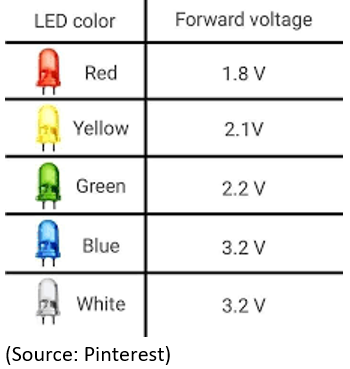 LED color Forward voltage
Red 1.8 V
Yellow 2.1V
Green 2.2 V
Blue 3.2 V
White 3.2 V
(Source: Pinterest)